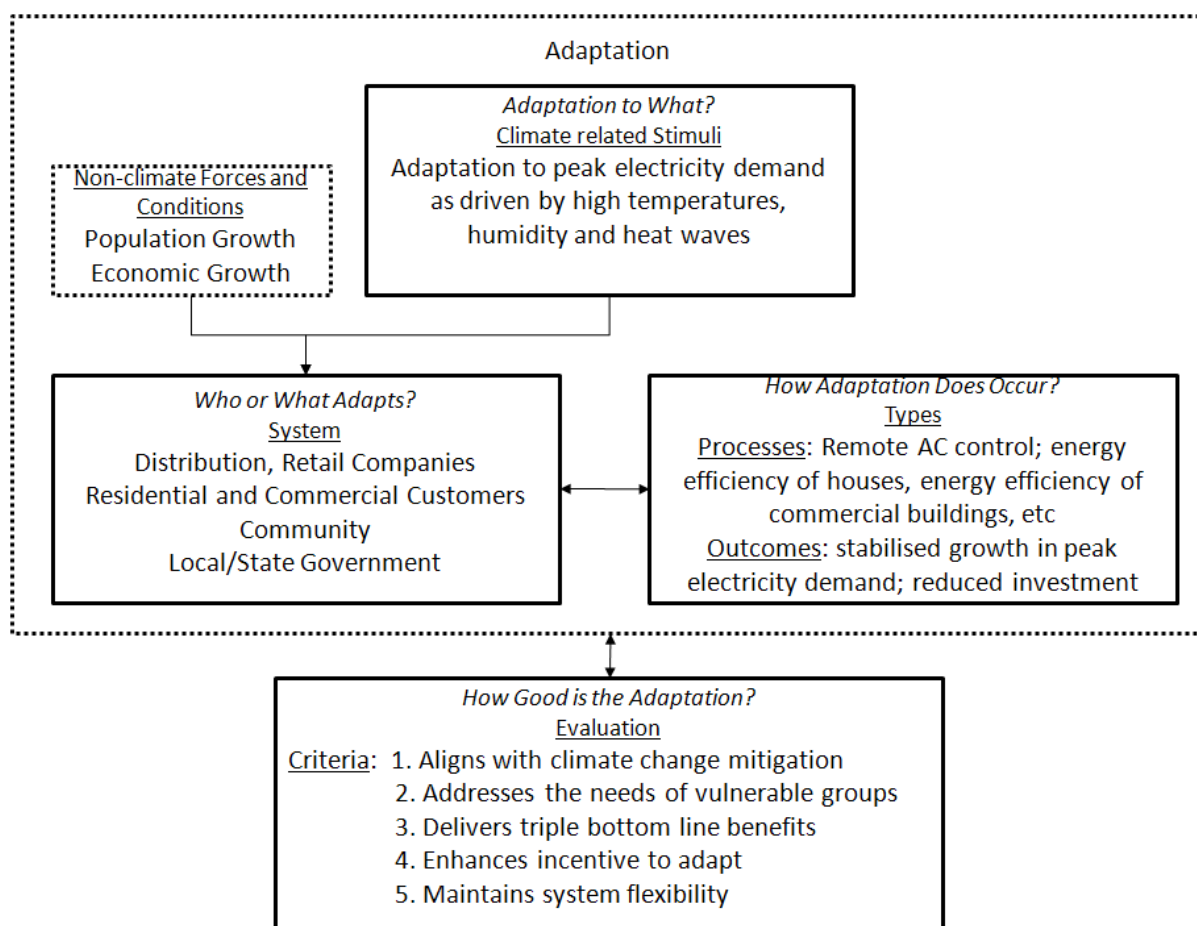 Adaptation
Adaptation to What?
Climate related Stimuli
Adaptation to peak electricity demand
as driven by high temperatures,
humidity and heat waves
Non-climate Forces and
Conditions
Population Growth
Economic Growth
Who or What Adapts?
System
Distribution, Retail Companies
Residential and Commercial Customers
Community
Local/State Government
How Adaptation Does Occur?
Types
Processes: Remote AC control; energy
efficiency of houses, energy efficiency of
commercial buildings, etc
Outcomes: stabilised growth in peak
electricity demand; reduced investment
How Good is the Adaptation?
Evaluation
Criteria: 1. Aligns with climate change mitigation
2. Addresses the needs of vulnerable groups
3. Delivers triple bottom line benefits
4. Enhances incentive to adapt
5. Maintains system flexibility